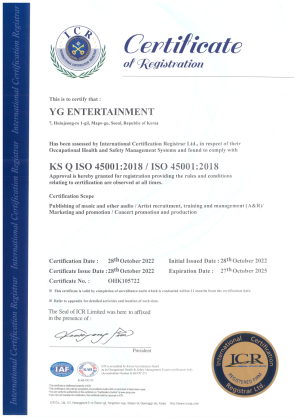 ICR
Certificate
of Registration
This is to certify that :
YG ENTERTAINMENT
7, Huiujeong-ro 1-gil, Mapo-gu, Seoul, Republic of Korea
Has been assessed by International Certification Registrar Ltd., in respect of their
Occupational Health and Safety Management Systems and found to comply with
KS Q ISO 45001:2018 / ISO 45001:2018
Approval is hereby granted for registration providing the rules and conditions
relating to certification are observed at all times.
Certification Scope
Publishing of music and other audio / Artist recruitment, training and management (A&R)/
Marketing and promotion / Concert promotion and production
Certification Date : 28th October 2022 Initial Issued Date : 28th October 2022
Certificate Issue Date : 28th October 2022 Expiration Date : 27th October 2025
Certificate No. : OHK105722
※ This certificate is valid by completion of surveillance audit which is conducted within 12 months from the certification date.
※ Refer to appendix for detailed activities and location of each sites
The Seal of ICR Limited was here to affixed
in the presence of :
President
IAF
International Certification
ICR
Registrar Ltd.
International Certification Registrar International Certification Registrar International Certification Registrar